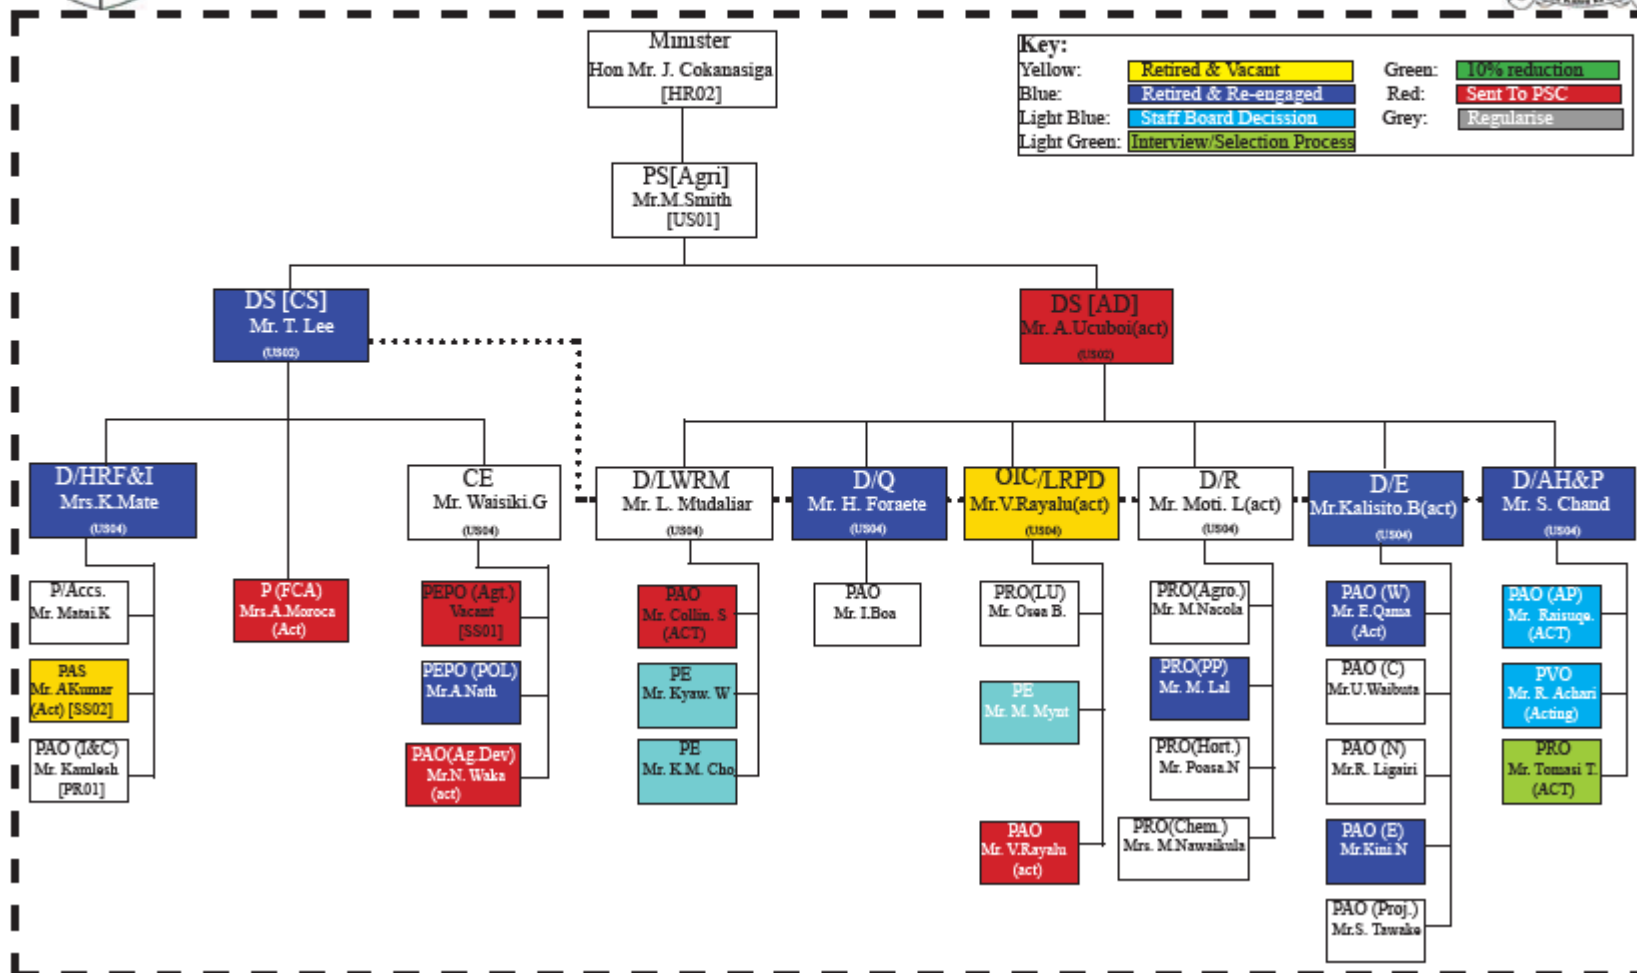 Minister
Hon Mr. J. Cokanasiga
[HR02]
Key:
Yellow: Retired & Vacant Green: 10% reduction
Blue: Retired & Re-engaged Red: Sent To PSC
Light Blue: Staff Board Decission Grey: Regularise
Light Green: Interview/Selection Process
PS[Agri]
Mr.M.Smith
[US01]
DS [CS]
Mr. T. Lee
(US02)
DS [AD]
Mr. A.Ucuboi(act)
(US02)
D/HRF&I
Mrs.K.Mate
(US04)
CE
Mr. Waisiki.G
(US04)
D/LWRM
Mr. L. Mudaliar
(US04)
D/Q
Mr. H. Foraete
(US04)
OIC/LRPD
Mr.V.Rayalu(act)
(US04)
D/R
Mr. Moti. L(act)
(US04)
D/E
Mr.Kalisito.B(act)
(US04)
D/AH&P
Mr. S. Chand
(US04)
P/Accs.
Mr. Matai.K
PAS
Mr. AKumar
(Act) [SS02]
PAO (I&C)
Mr. Kamlesh
[PR01]
P (FCA)
Mrs.A.Moroca
(Act)
PEPO (Agt.)
Vacant
[SS01]
PEPO (POL)
Mr.A.Nath
PAO(Ag.Dev)
Mr.N. Waka
(act)
PAO
Mr. Collin. S
(ACT)
PE
Mr. Kyaw. W
PE
Mr. K.M. Cho
PAO
Mr. I.Boa
PRO(LU)
Mr. Osea B.
PE
Mr. M. Mynt
PAO
Mr. V.Rayalu
(act)
PRO(Agro.)
Mr. M.Nacola
PRO(PP)
Mr. M. Lal
PRO(Hort.)
Mr. Poasa.N
PRO(Chem.)
Mrs. M.Nawaikula
PAO (W)
Mr. E.Qama
(Act)
PAO (C)
Mr.U.Waibuta
PAO (N)
Mr.R. Ligairi
PAO (E)
Mr.Kini.N
PAO (Proj.)
Mr.S. Tawake
PAO (AP)
Mr. Raisuqe.
(ACT)
PVO
Mr. R. Achari
(Acting)
PRO
Mr. Tomasi T.
(ACT)